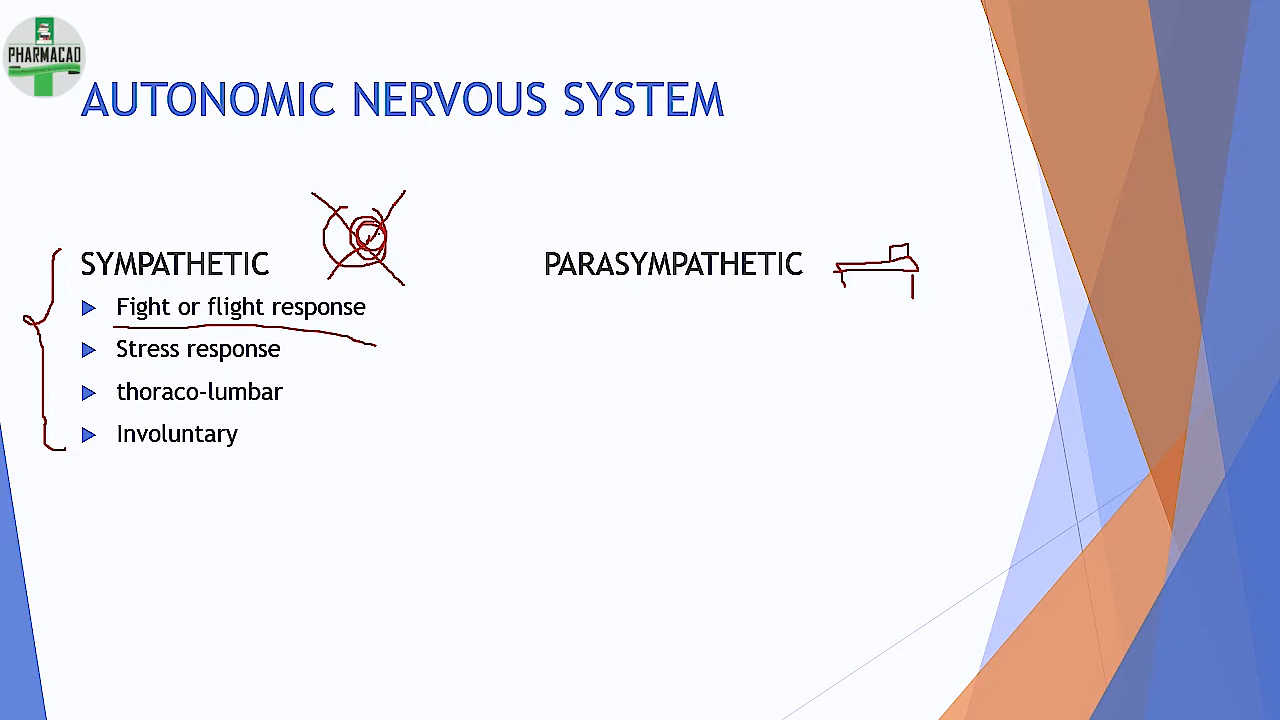 PHARMACAD
AUTONOMIC NERVOUS SYSTEM
SYMPATHETIC
Fight or flight response
Stress response
thoraco-lumbar
Involuntary
PARASYMPATHETIC